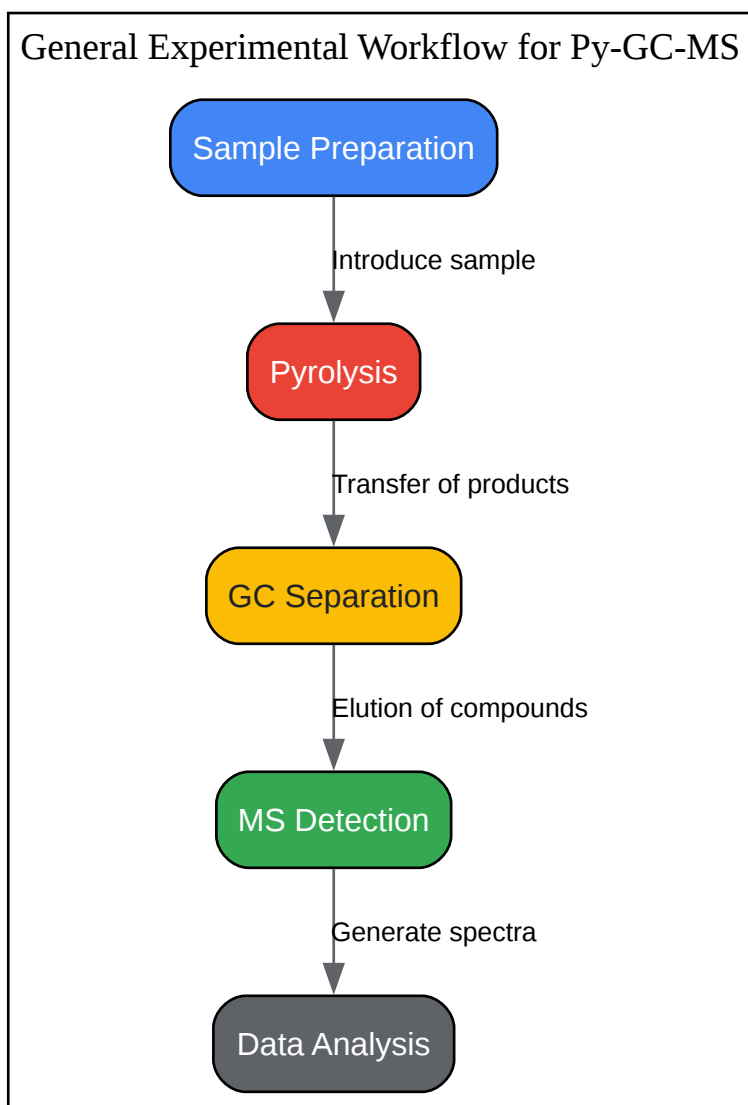 General Experimental Workflow for Py-GC-MS
Sample Preparation
Introduce sample
Pyrolysis
Transfer of products
GC Separation
Elution of compounds
MS Detection
Generate spectra
Data Analysis